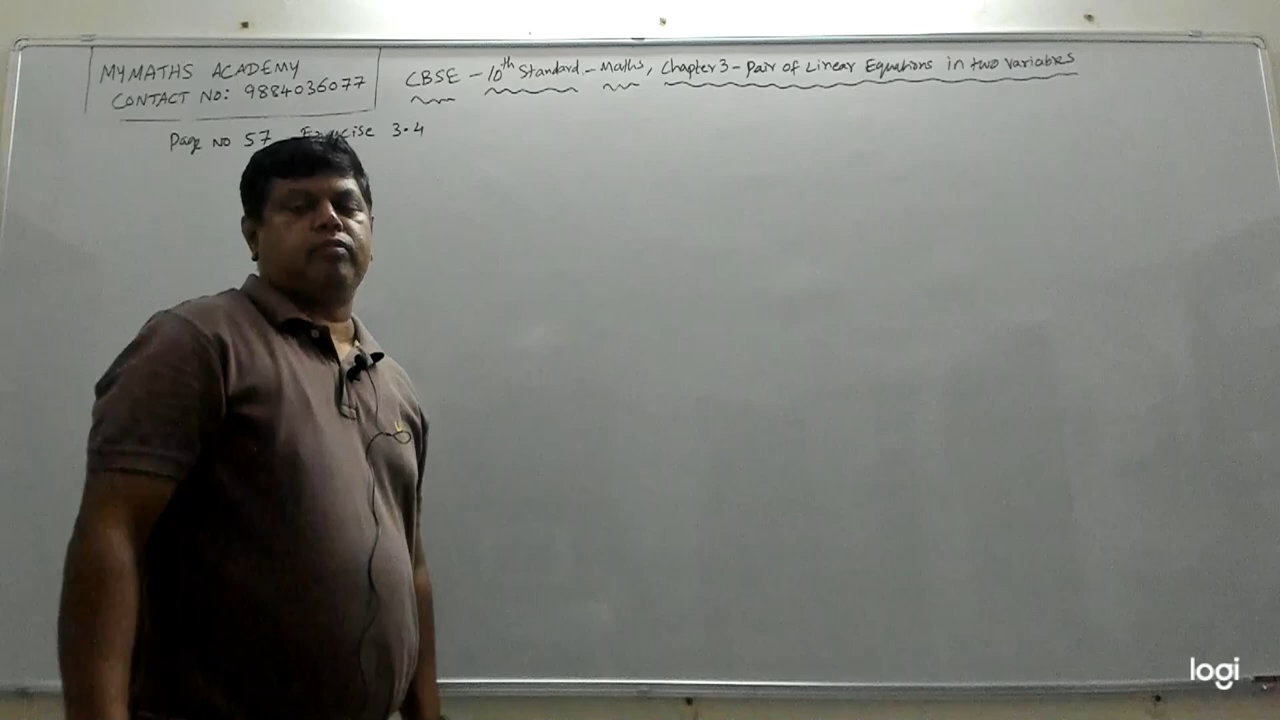 MYMATHS ACADEMY
CONTACT NO: 9884036077
CBSE - 10th Standard - Maths, Chapter 3 - Pair of Linear Equations in two variables
Page No 57 Exercise 3.4
logi